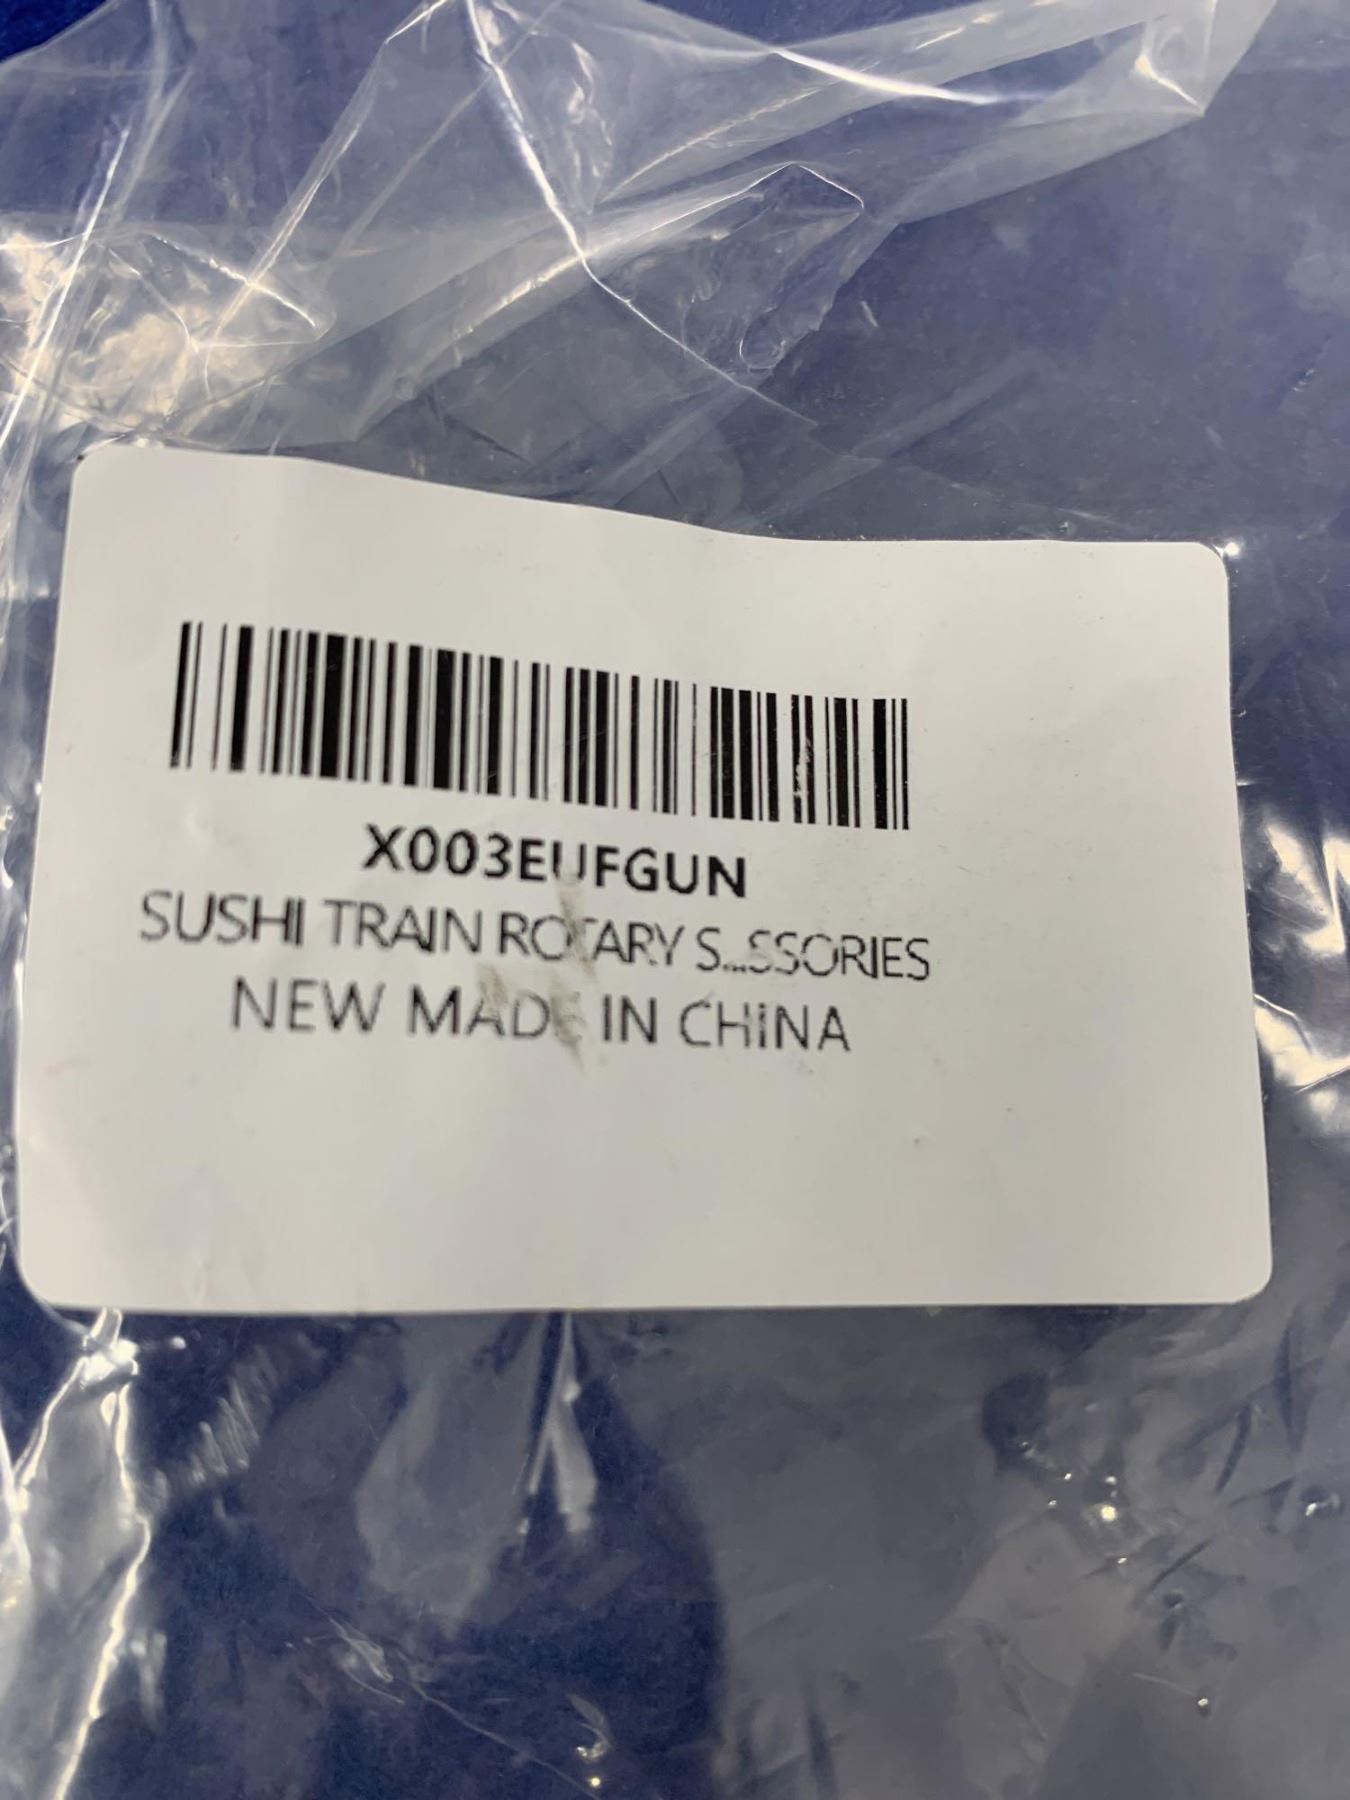 X003EUFGUN
SUSHI TRAIN ROTARY S...SSORIES
NEW MADE IN CHINA